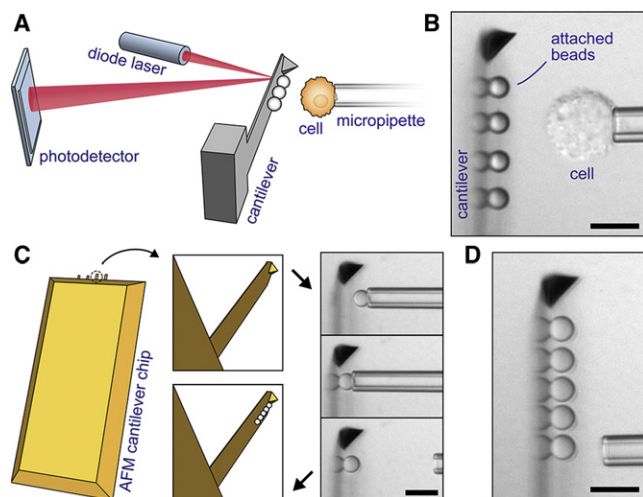 A
diode laser
photodetector
cantilever
cell
micropipette
B
attached
beads
cantilever
cell
C
AFM cantilever chip
D